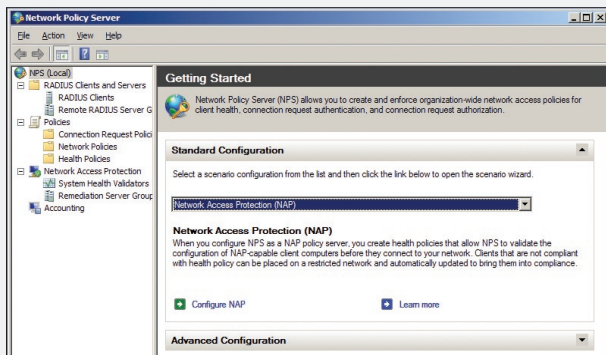 Network Policy Server
File Action View Help
NPS (Local)
RADIUS Clients and Servers
RADIUS Clients
Remote RADIUS Server G
Policies
Connection Request Polici
Network Policies
Health Policies
Network Access Protection
System Health Validators
Remediation Server Group
Accounting
Getting Started
Network Policy Server (NPS) allows you to create and enforce organization-wide network access policies for
client health, connection request authentication, and connection request authorization.
Standard Configuration
Select a scenario configuration from the list and then click the link below to open the scenario wizard.
Network Access Protection (NAP)
Network Access Protection (NAP)
When you configure NPS as a NAP policy server, you create health policies that allow NPS to validate the
configuration of NAP-capable client computers before they connect to your network. Clients that are not compliant
with health policy can be placed on a restricted network and automatically updated to bring them into compliance.
Configure NAP
Learn more
Advanced Configuration